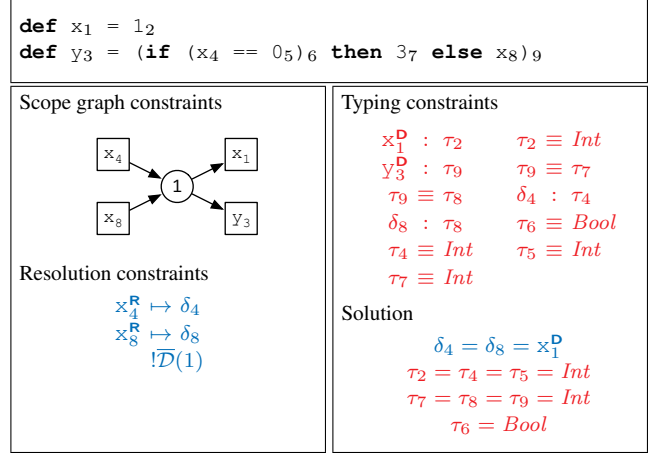 def x₁ = 1₂
def y₃ = (if (x₄ == 0₅)₆ then 3₇ else x₈)₉
Scope graph constraints
x₄ x₁
1
x₈ y₃
Resolution constraints
x₄ᴿ ↦ δ₄
x₈ᴿ ↦ δ₈
!𝒟̅(1)
Typing constraints
x₁ᴰ : τ₂ τ₂ ≡ Int
y₃ᴰ : τ₉ τ₉ ≡ τ₇
τ₉ ≡ τ₈ δ₄ : τ₄
δ₈ : τ₈ τ₆ ≡ Bool
τ₄ ≡ Int τ₅ ≡ Int
τ₇ ≡ Int
Solution
δ₄ = δ₈ = x₁ᴰ
τ₂ = τ₄ = τ₅ = Int
τ₇ = τ₈ = τ₉ = Int
τ₆ = Bool